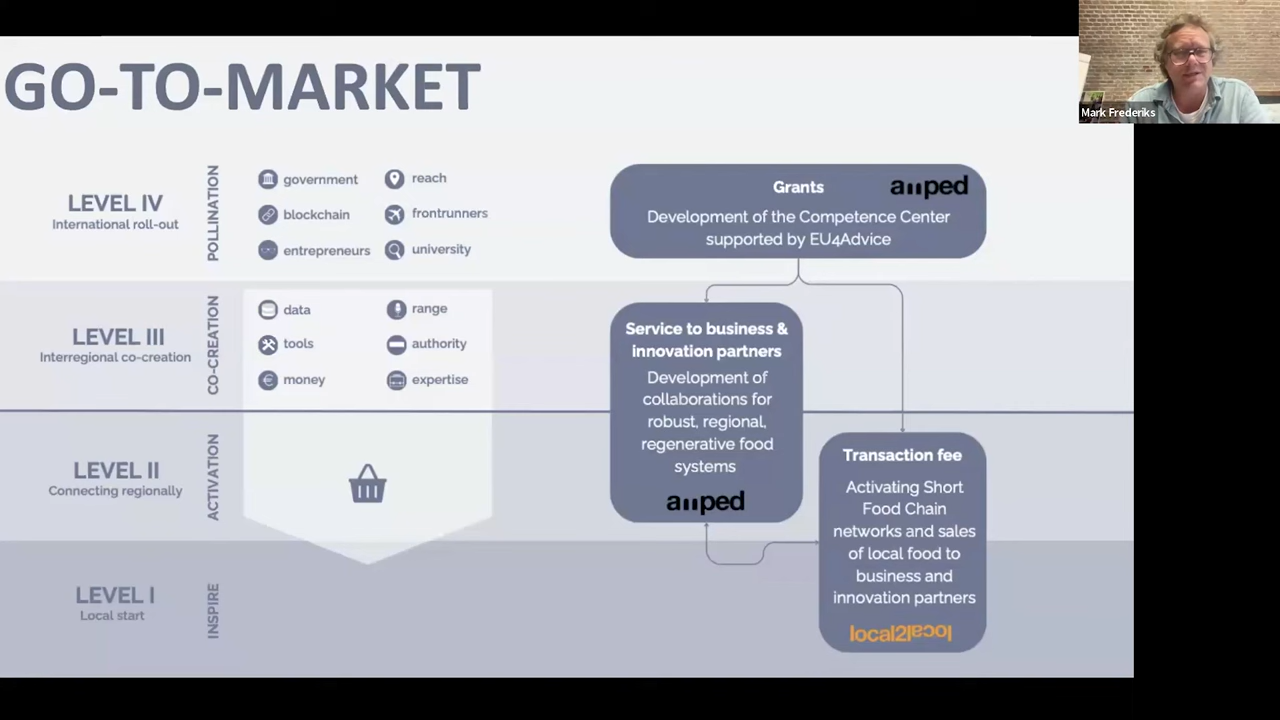 GO-TO-MARKET
Mark Frederiks
LEVEL IV
International roll-out
POLLINATION
government
reach
blockchain
frontrunners
entrepreneurs
university
Grants
amped
Development of the Competence Center
supported by EU4Advice
LEVEL III
Interregional co-creation
CO-CREATION
data
range
tools
authority
money
expertise
Service to business &
innovation partners
Development of
collaborations for
robust, regional,
regenerative food
systems
amped
LEVEL II
Connecting regionally
ACTIVATION
Transaction fee
Activating Short
Food Chain
networks and sales
of local food to
business and
innovation partners
local2local
LEVEL I
Local start
INSPIRE